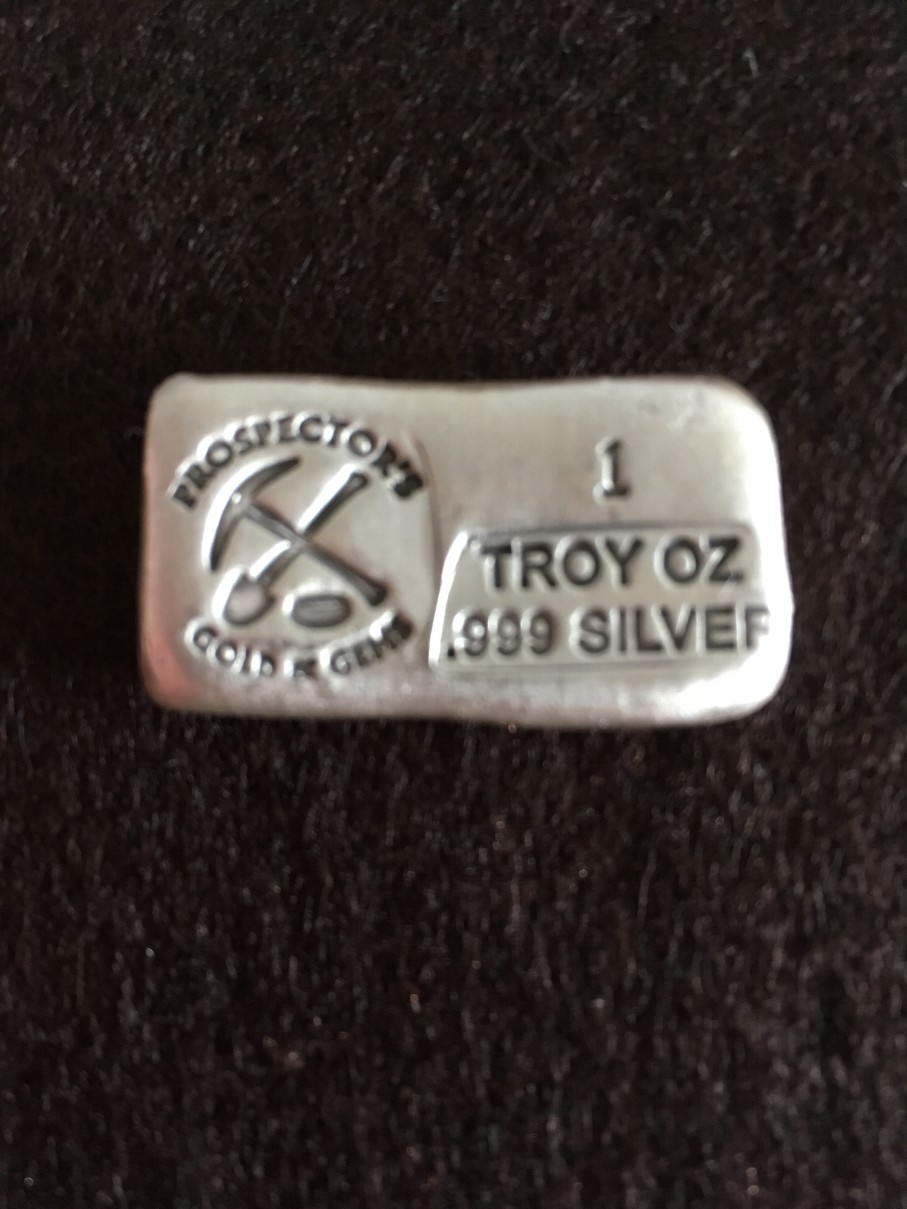 PROSPECTOR'S
GOLD & GEMS
1
TROY OZ.
.999 SILVER